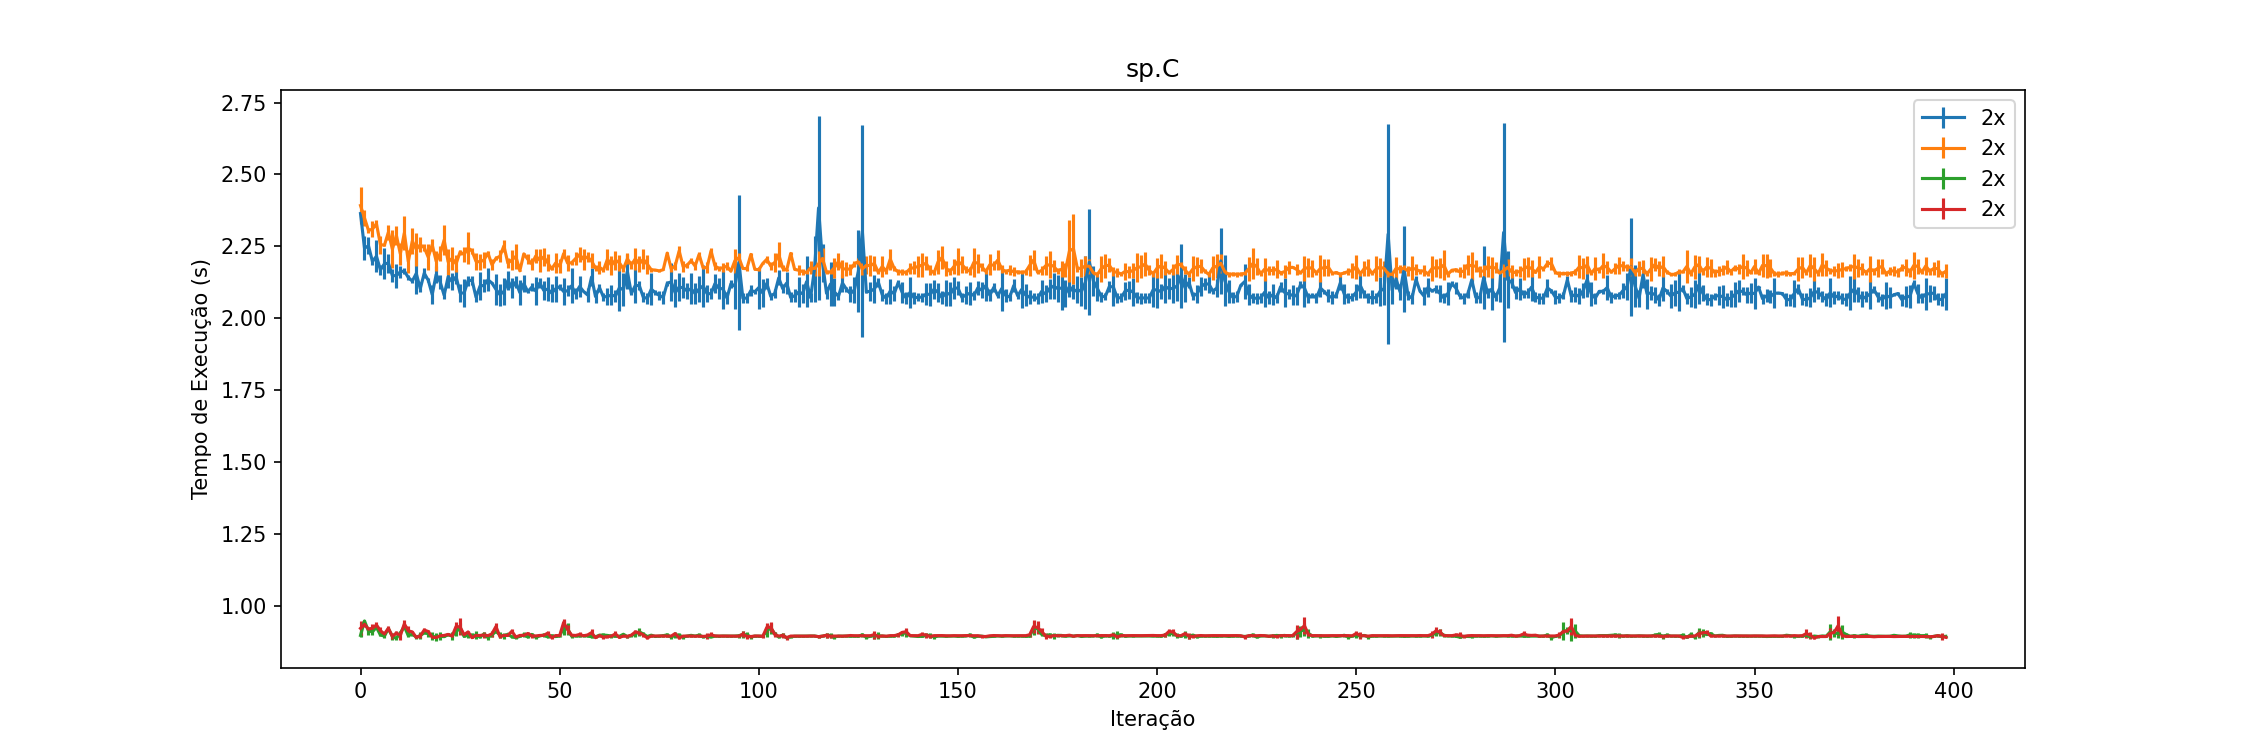 sp.C
2.75
2.50
2.25
2.00
1.75
1.50
1.25
1.00
Tempo de Execução (s)
2x
2x
2x
2x
0 50 100 150 200 250 300 350 400
Iteração